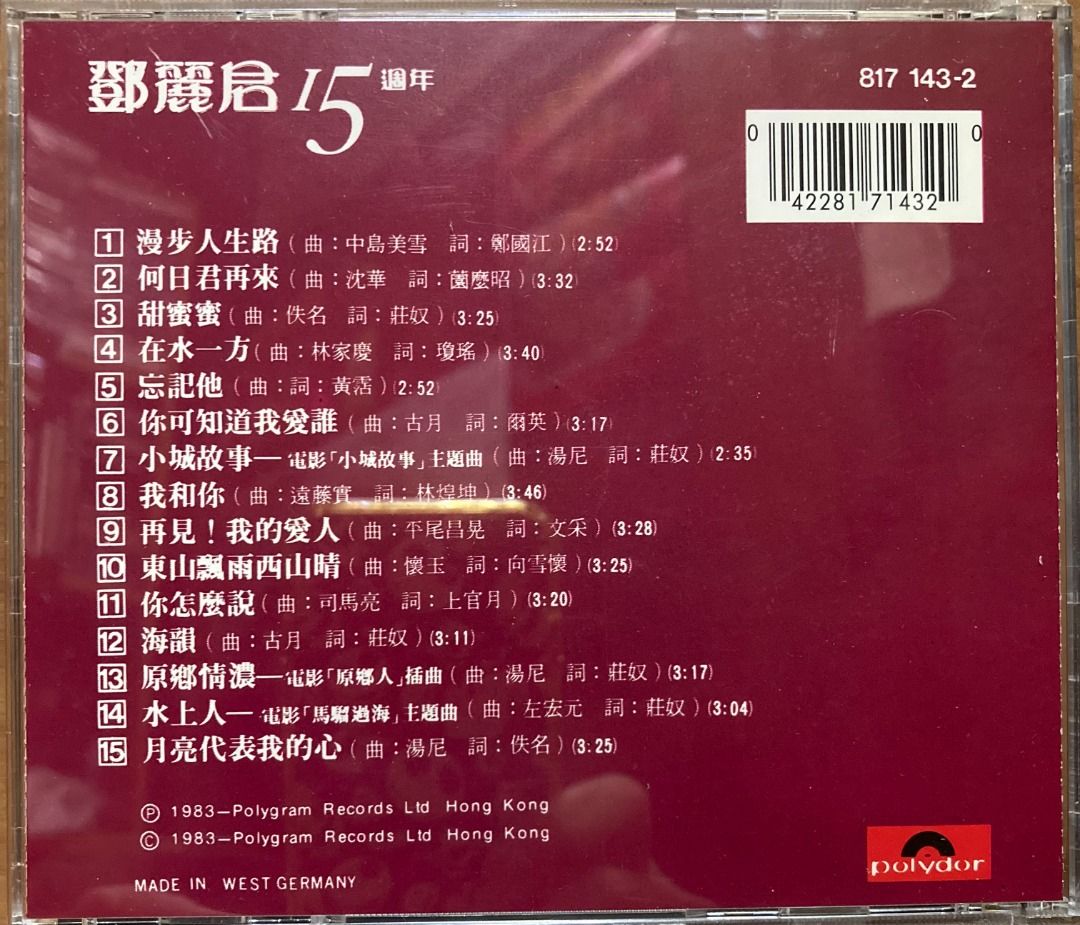 鄧麗君15週年
817 143-2
0 42281 71432 0
1 漫步人生路(曲:中島美雪 詞:鄭國江)(2:52)
2 何日君再來(曲:沈華 詞:菌麼昭)(3:32)
3 甜蜜蜜(曲:佚名 詞:莊奴)(3:25)
4 在水一方(曲:林家慶 詞:瓊瑤)(3:40)
5 忘記他(曲:詞:黃霑)(2:52)
6 你可知道我愛誰(曲:古月 詞:爾英)(3:17)
7 小城故事—電影「小城故事」主題曲(曲:湯尼 詞:莊奴)(2:35)
8 我和你(曲:遠藤實 詞:林煌坤)(3:46)
9 再見!我的愛人(曲:平尾昌晃 詞:文采)(3:28)
10 東山飄雨西山晴(曲:懷玉 詞:向雪懷)(3:25)
11 你怎麼說(曲:司馬亮 詞:上官月)(3:20)
12 海韻(曲:古月 詞:莊奴)(3:11)
13 原鄉情濃—電影「原鄉人」插曲(曲:湯尼 詞:莊奴)(3:17)
14 水上人—電影「馬騮過海」主題曲(曲:左宏元 詞:莊奴)(3:04)
15 月亮代表我的心(曲:湯尼 詞:佚名)(3:25)
Ⓟ 1983—Polygram Records Ltd Hong Kong
© 1983—Polygram Records Ltd Hong Kong
polydor
MADE IN WEST GERMANY